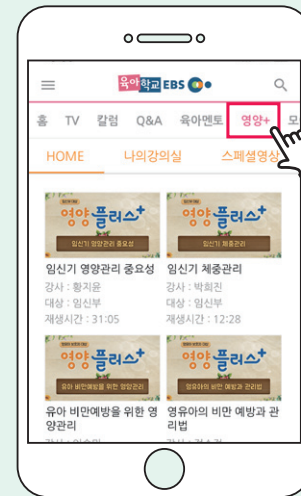 육아학교 EBS
홈 TV 칼럼 Q&A 육아멘토 영양+ 모
HOME 나의강의실 스페셜영상
영양플러스+
임신기 영양관리 중요성
임신기 영양관리 중요성
강사 : 황지윤
대상 : 임신부
재생시간 : 31:05
영양플러스+
임신기 체중관리
임신기 체중관리
강사 : 박희진
대상 : 임신부
재생시간 : 12:28
영양플러스+
유아 비만예방을 위한 영양관리
유아 비만예방을 위한 영
양관리
영양플러스+
영유아의 비만 예방과 관리법
영유아의 비만 예방과 관
리법